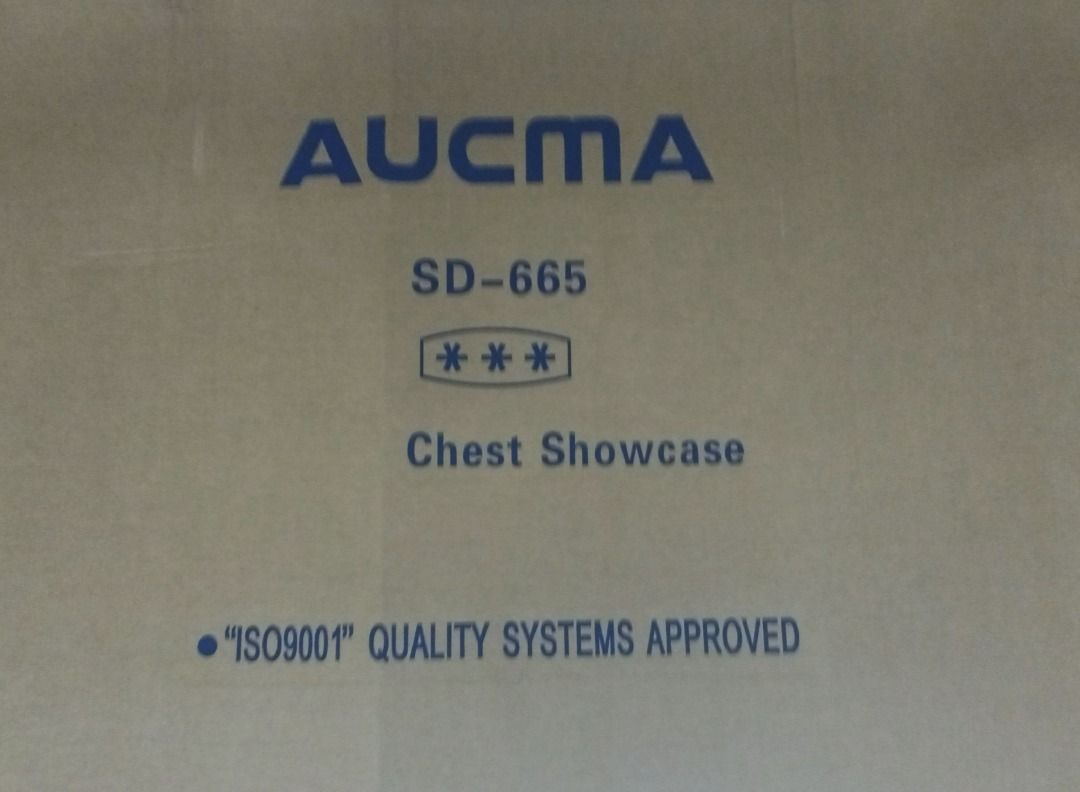 AUCMA
SD-665
***
Chest Showcase
• "ISO9001" QUALITY SYSTEMS APPROVED